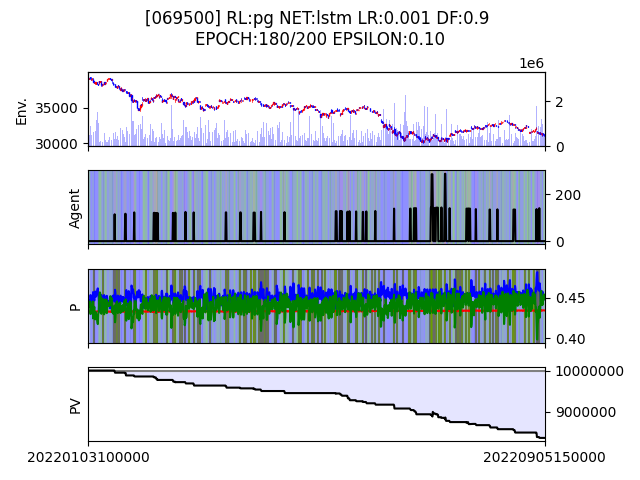 [069500] RL:pg NET:lstm LR:0.001 DF:0.9
EPOCH:180/200 EPSILON:0.10
1e6
Env.
35000
30000
2
0
Agent
200
0
P
0.45
0.40
PV
10000000
9000000
20220103100000
20220905150000